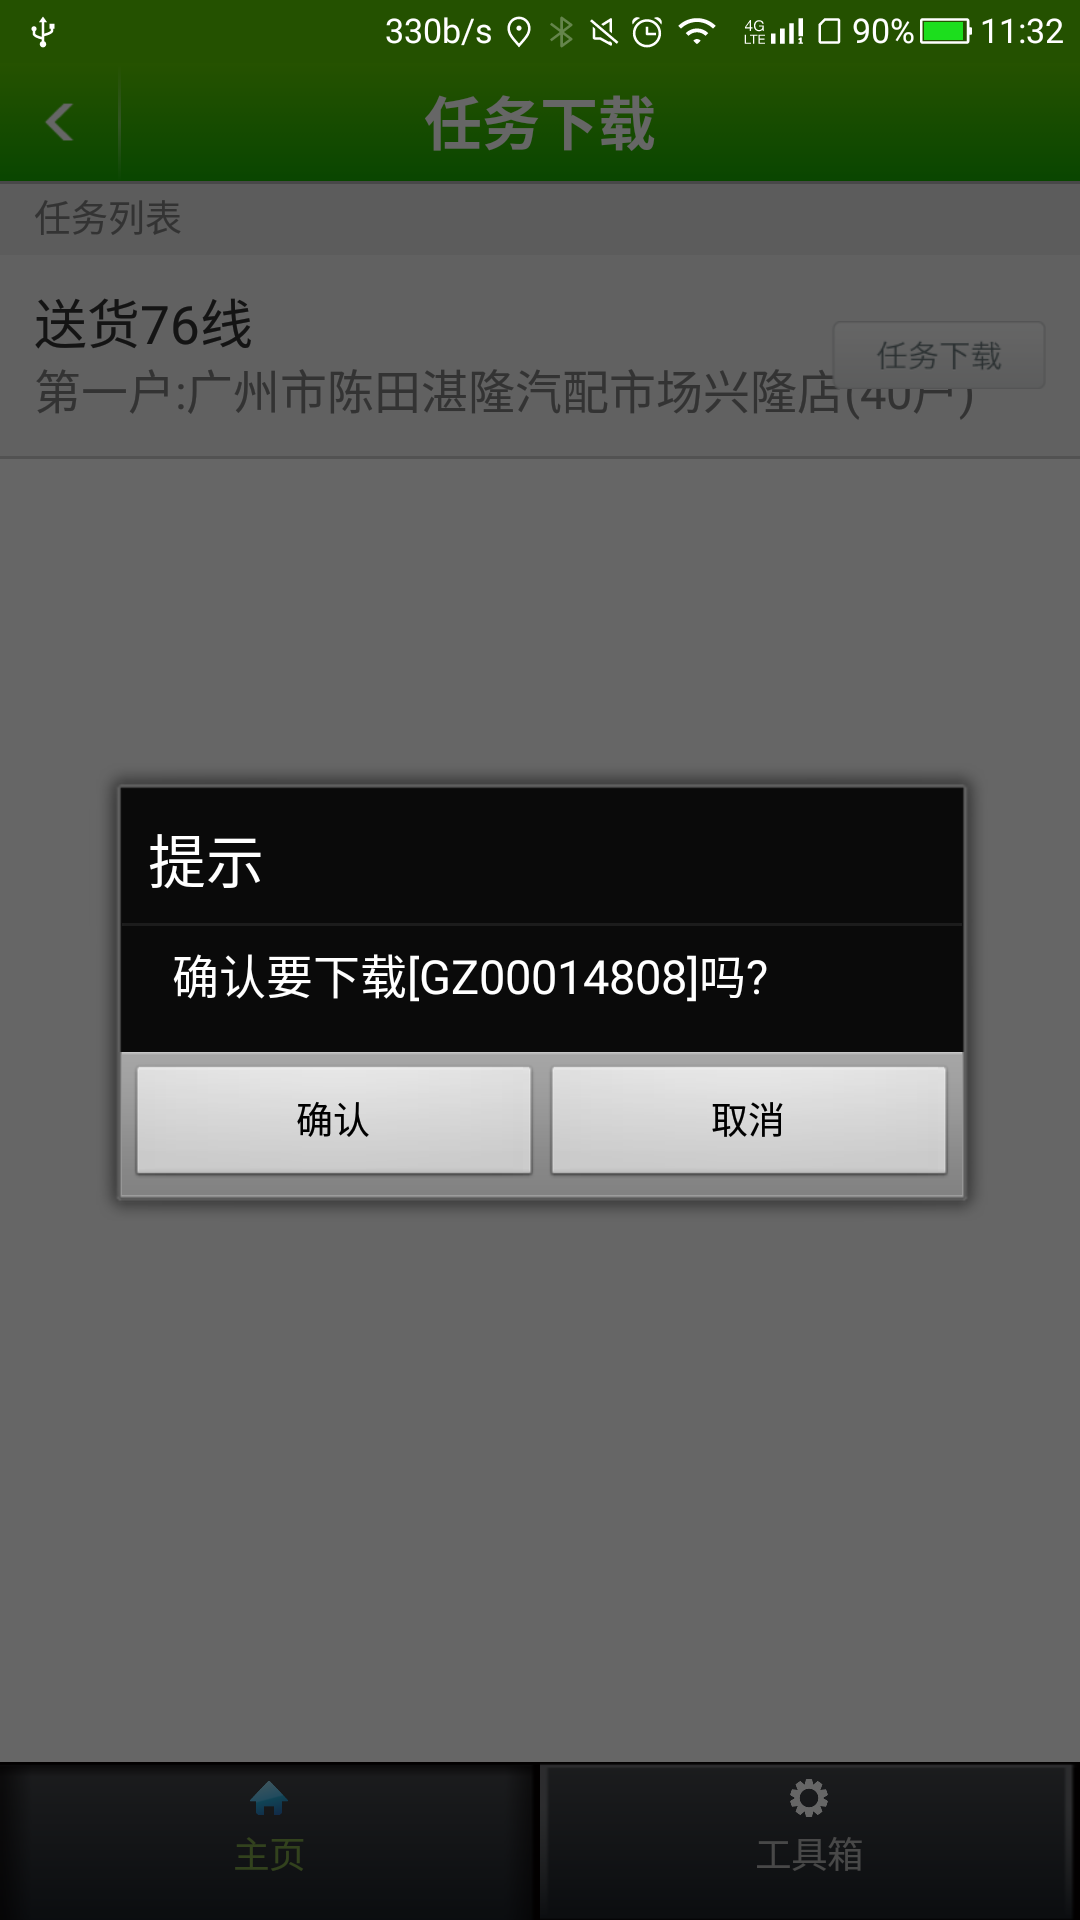 330b/s 4G LTE 90% 11:32
任务下载
任务列表
送货76线
任务下载
第一户:广州市陈田湛隆汽配市场兴隆店(40户)
提示
确认要下载[GZ00014808]吗?
确认 取消
主页 工具箱